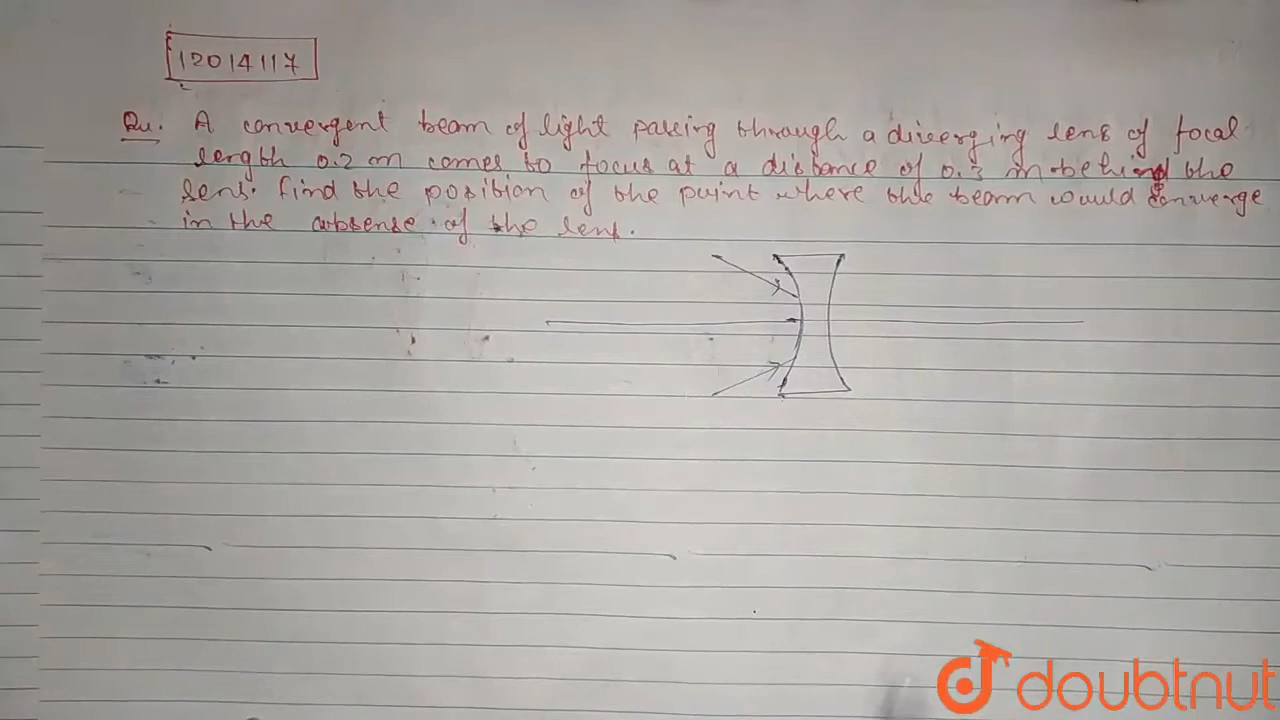 12014117
Qu. A convergent beam of light passing through a diverging lens of focal
length 0.2 m comes to focus at a distance of 0.3 m behind the
lens. find the position of the point where this beam would converge
in the absense of the lens.
doubtnut